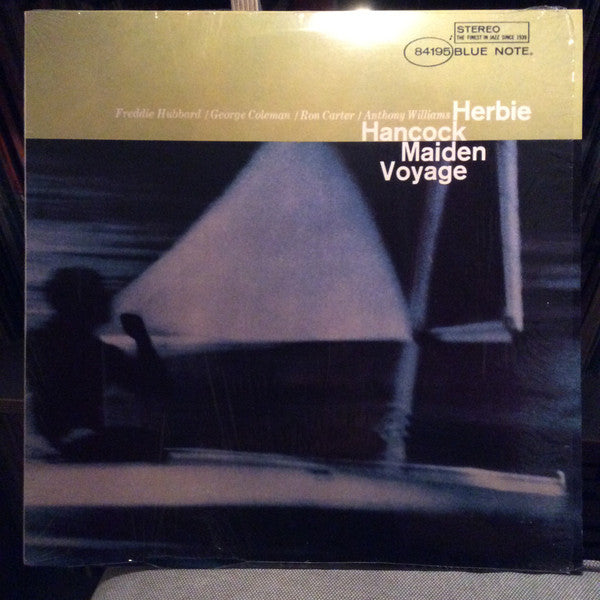 STEREO
THE FINEST IN JAZZ SINCE 1939
84195 BLUE NOTE.
Freddie Hubbard / George Coleman / Ron Carter / Anthony Williams Herbie
Hancock
Maiden
Voyage